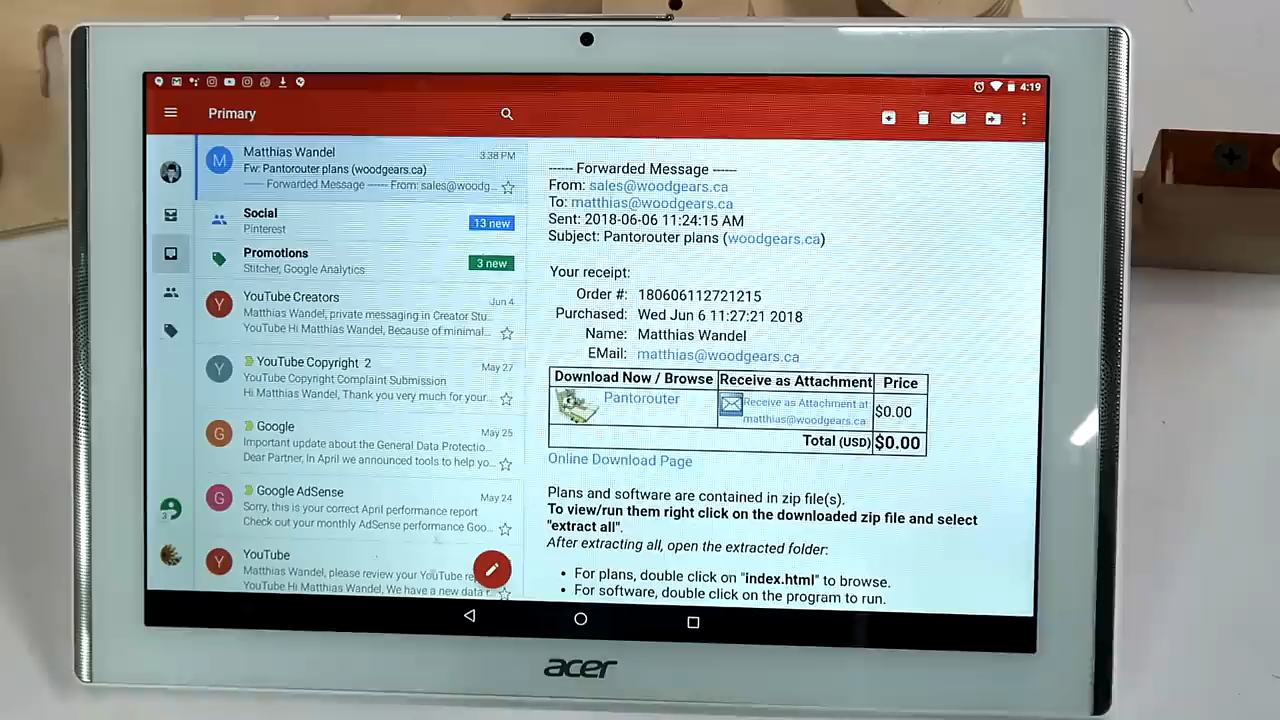 4:19
Primary
M
Matthias Wandel
3:38 PM
Fw: Pantorouter plans (woodgears.ca)
----- Forwarded Message ----- From: sales@woodg...
Social
13 new
Pinterest
Promotions
3 new
Stitcher, Google Analytics
Y
YouTube Creators
Jun 4
Matthias Wandel, private messaging in Creator Stu...
YouTube Hi Matthias Wandel, Because of minimal...
Y
YouTube Copyright 2
May 27
YouTube Copyright Complaint Submission
Hi Matthias Wandel, Thank you very much for your...
G
Google
May 25
Important update about the General Data Protectio...
Dear Partner, In April we announced tools to help yo...
G
Google AdSense
May 24
Sorry, this is your correct April performance report
Check out your monthly AdSense performance Goo...
Y
YouTube
Matthias Wandel, please review your YouTube re
YouTube Hi Matthias Wandel, We have a new data r
----- Forwarded Message -----
From: sales@woodgears.ca
To: matthias@woodgears.ca
Sent: 2018-06-06 11:24:15 AM
Subject: Pantorouter plans (woodgears.ca)
Your receipt:
Order #: 180606112721215
Purchased: Wed Jun 6 11:27:21 2018
Name: Matthias Wandel
EMail: matthias@woodgears.ca
Download Now / Browse Receive as Attachment Price
Pantorouter
Receive as Attachment at
matthias@woodgears.ca
$0.00
Total (USD) $0.00
Online Download Page
Plans and software are contained in zip file(s).
To view/run them right click on the downloaded zip file and select
"extract all".
After extracting all, open the extracted folder:
• For plans, double click on "index.html" to browse.
• For software, double click on the program to run.
acer